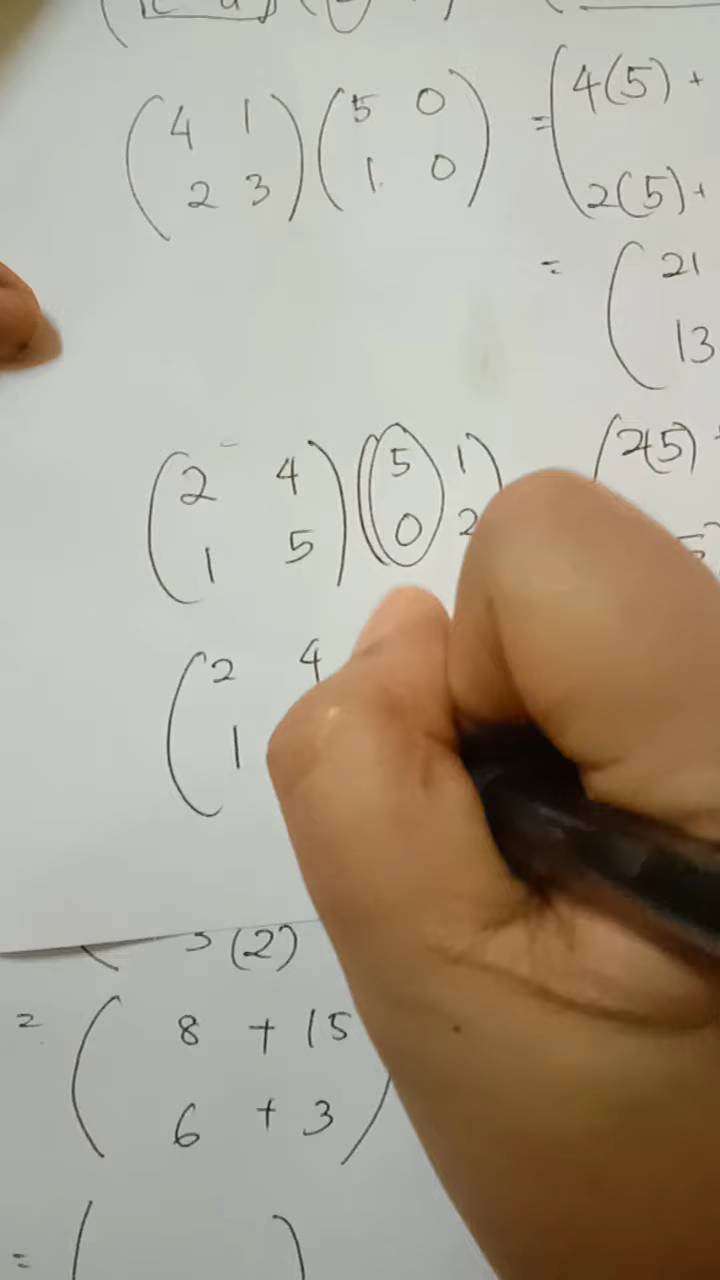 ( 4 1 ) ( 5 0 ) = ( 4(5) +
( 2 3 ) ( 1 0 ) ( 2(5) +
= ( 21
( 13
( 2 4 ) ( ( 5 1 ) ( 2(5)
( 1 5 ) ( ( 0 2
( 2 4
( 1
(2)
= ( 8 + 15
( 6 + 3 )
= ( )